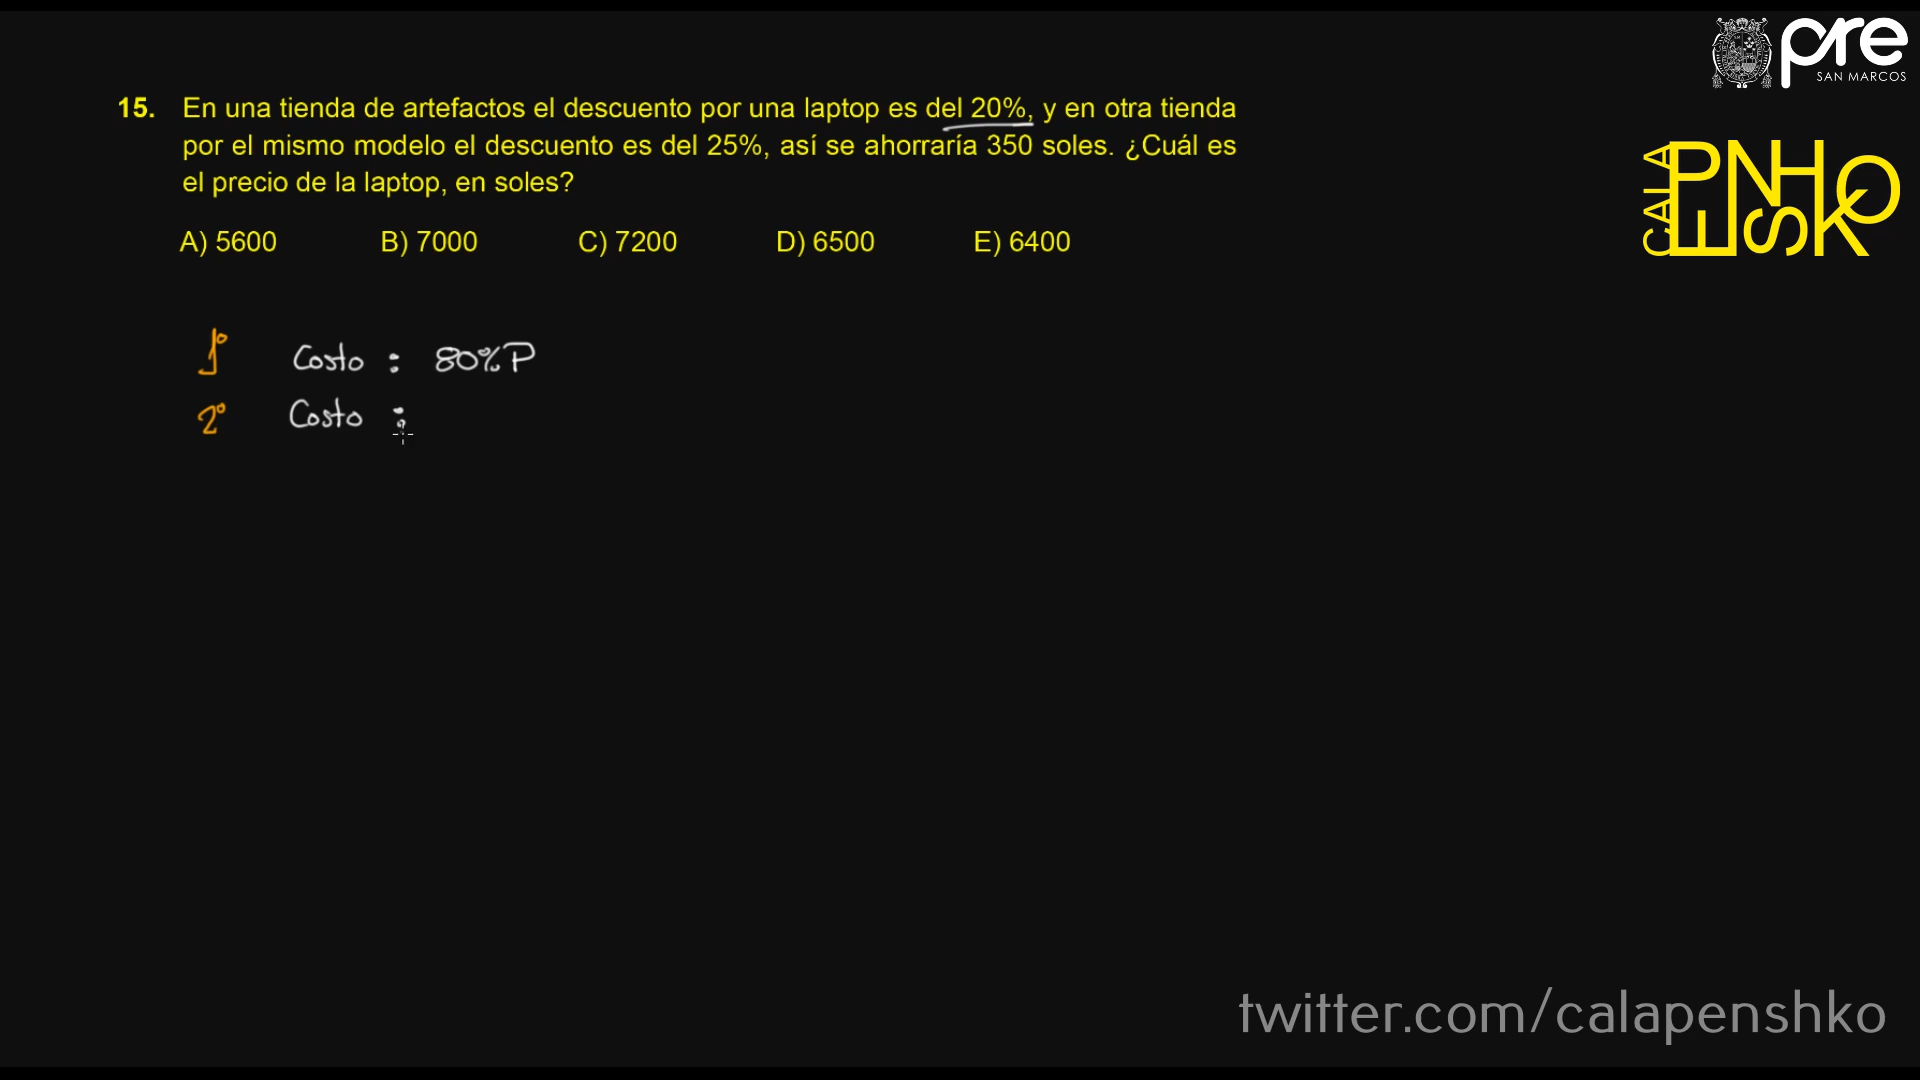 pre
SAN MARCOS
15. En una tienda de artefactos el descuento por una laptop es del 20%, y en otra tienda
por el mismo modelo el descuento es del 25%, así se ahorraría 350 soles. ¿Cuál es
el precio de la laptop, en soles?
A) 5600 B) 7000 C) 7200 D) 6500 E) 6400
CALA PENSHKO
1° Costo : 80% P
2° Costo :
twitter.com/calapenshko